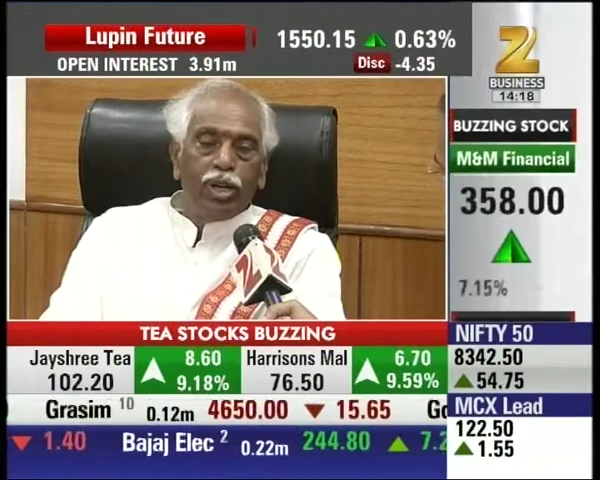 Lupin Future
1550.15 0.63%
OPEN INTEREST 3.91m
Disc -4.35
Z
BUSINESS
14:18
BUZZING STOCK
M&M Financial
358.00
7.15%
TEA STOCKS BUZZING
Jayshree Tea 8.60 Harrisons Mal 6.70
102.20 9.18% 76.50 9.59%
NIFTY 50
8342.50
54.75
Grasim 10 0.12m 4650.00 15.65 Go
MCX Lead
122.50
1.55
1.40 Bajaj Elec 2 0.22m 244.80 7.2